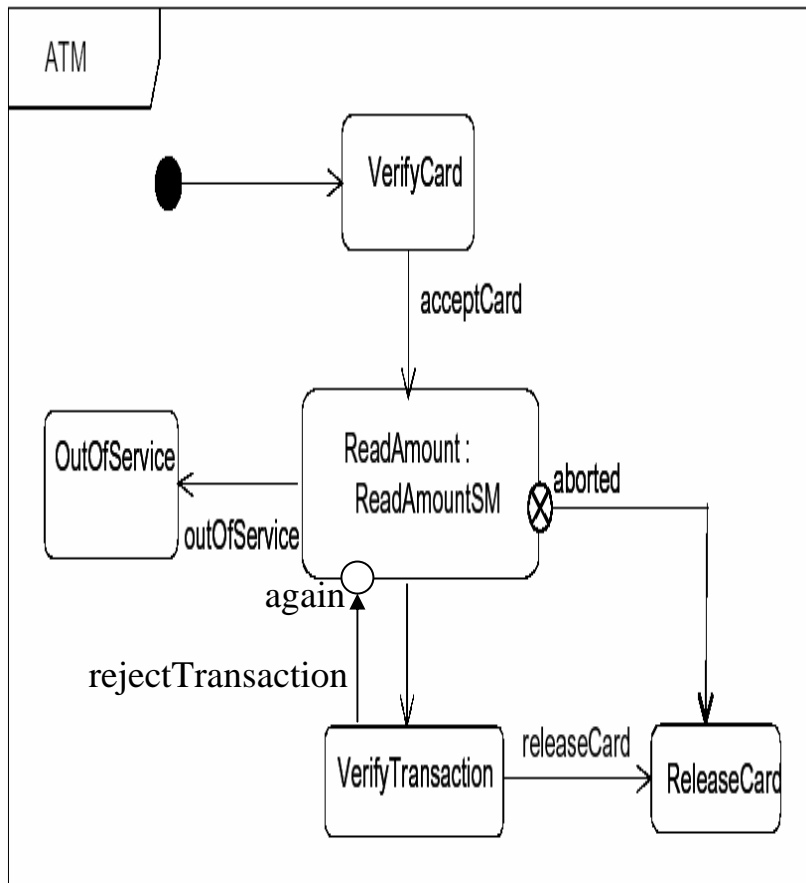 ATM
VerifyCard
acceptCard
ReadAmount :
ReadAmountSM
OutOfService
aborted
outOfService
again
rejectTransaction
releaseCard
VerifyTransaction
ReleaseCard